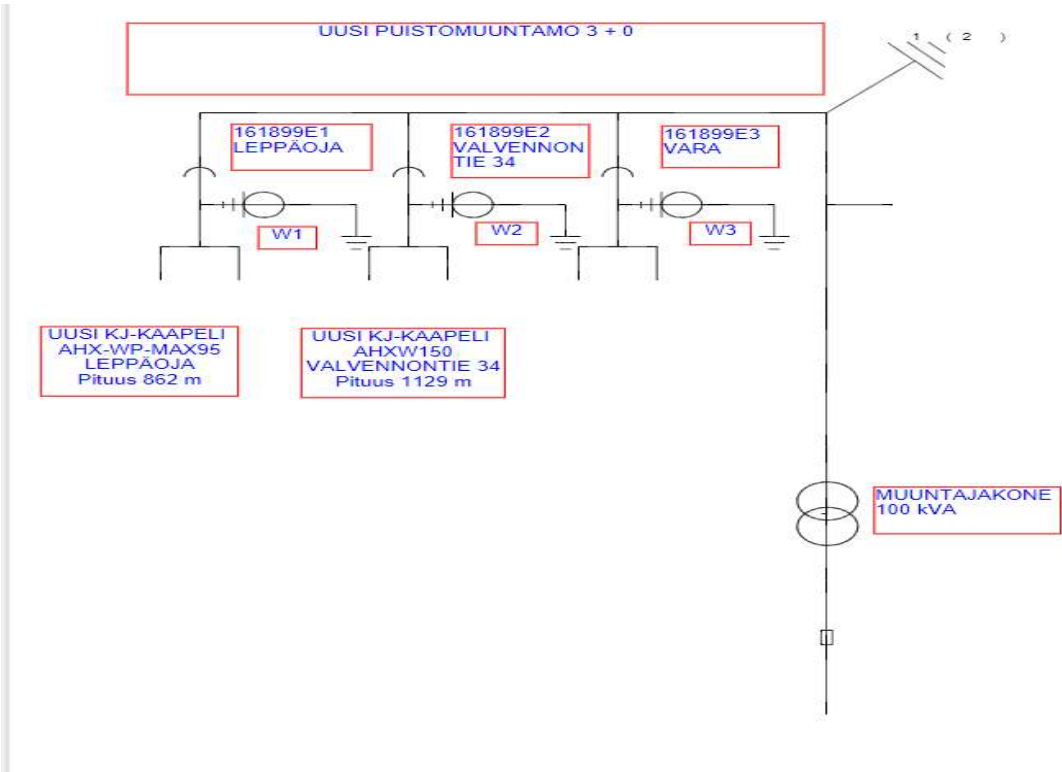 UUSI PUISTOMUUNTAMO 3 + 0
1 ( 2 )
161899E1
LEPPÄOJA
161899E2
VALVENNON
TIE 34
161899E3
VARA
W1
W2
W3
UUSI KJ-KAAPELI
AHX-WP-MAX95
LEPPÄOJA
Pituus 862 m
UUSI KJ-KAAPELI
AHXW150
VALVENNONTIE 34
Pituus 1129 m
MUUNTAJAKONE
100 kVA